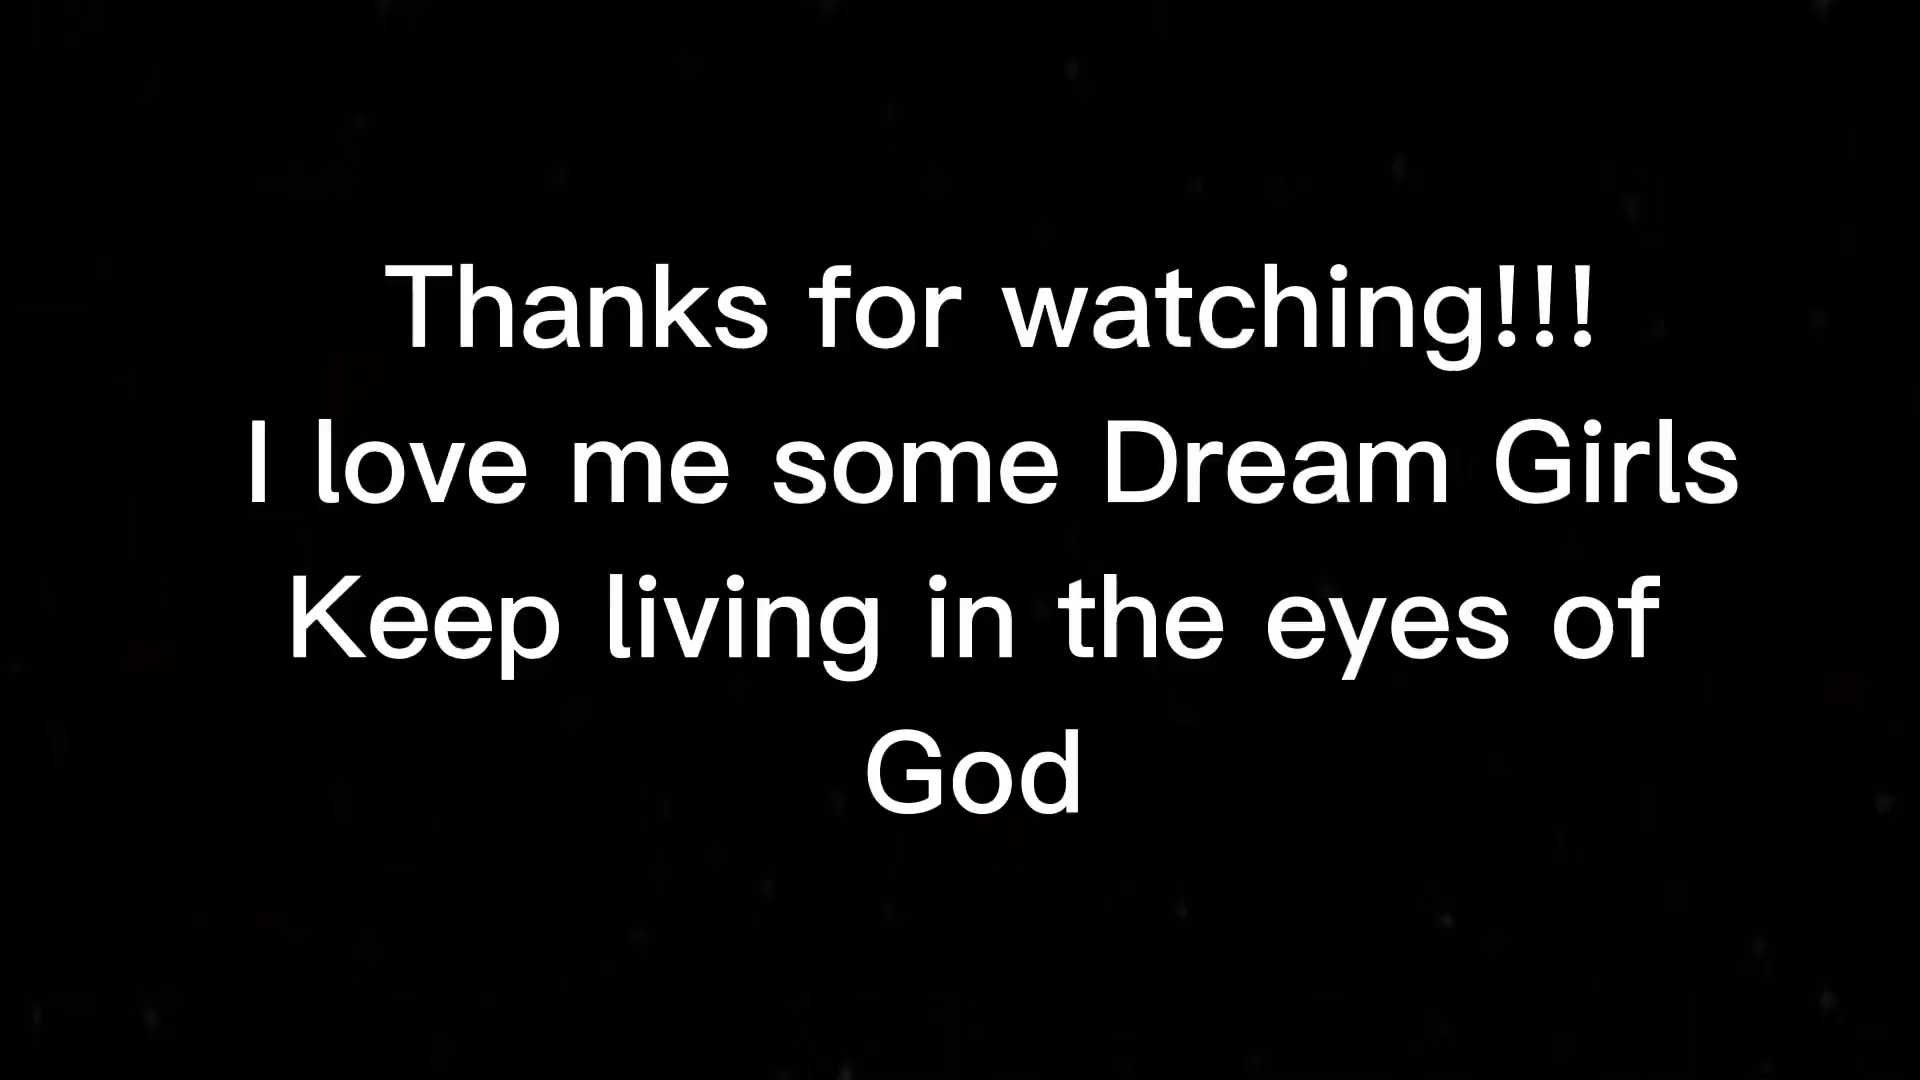 Thanks for watching!!!
I love me some Dream Girls
Keep living in the eyes of
God